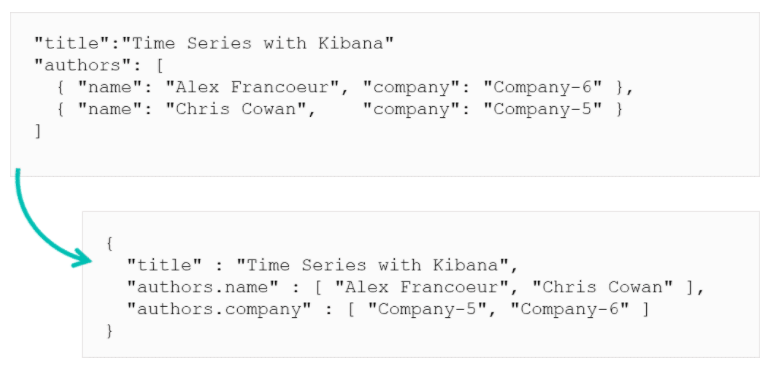 "title":"Time Series with Kibana"
"authors": [
  { "name": "Alex Francoeur", "company": "Company-6" },
  { "name": "Chris Cowan",    "company": "Company-5" }
]
{
  "title" : "Time Series with Kibana",
  "authors.name" : [ "Alex Francoeur", "Chris Cowan" ],
  "authors.company" : [ "Company-5", "Company-6" ]
}